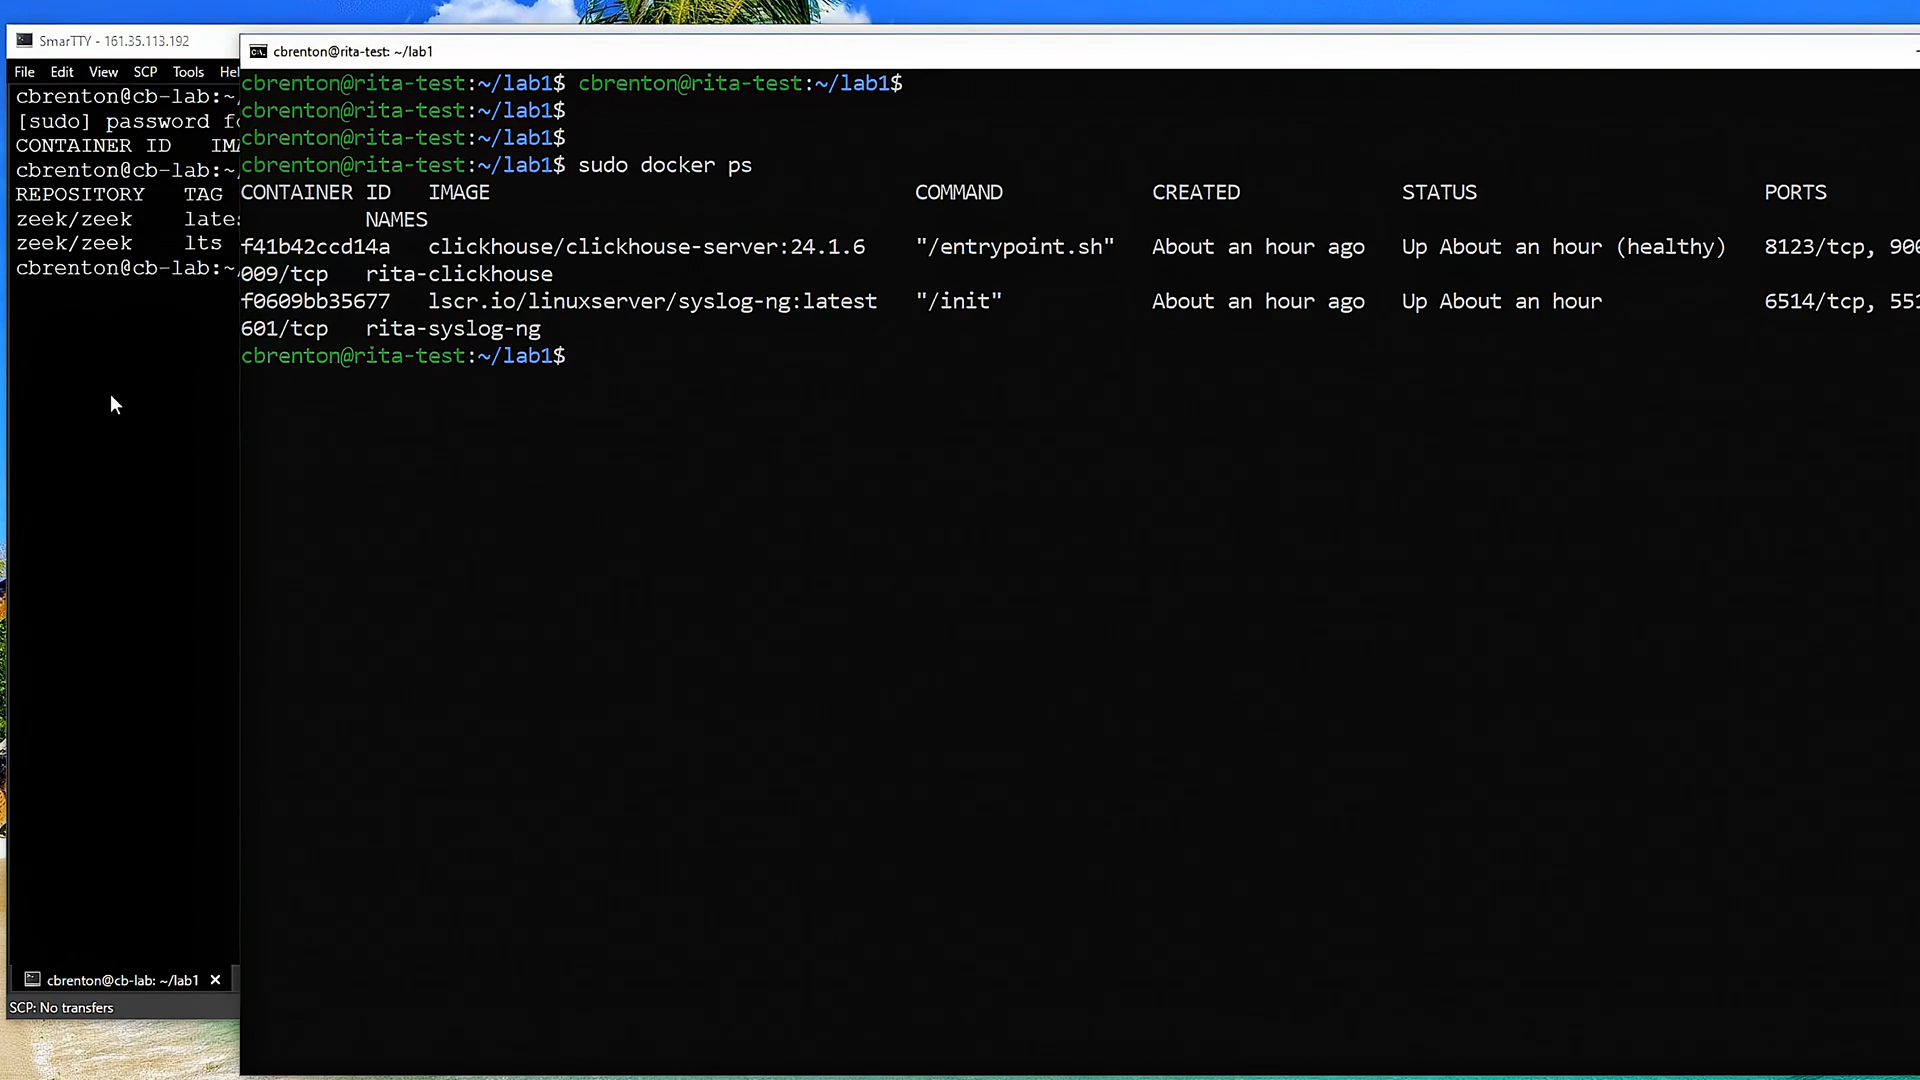 SmarTTY - 161.35.113.192
File Edit View SCP Tools Hel
cbrenton@cb-lab:~/
[sudo] password fo
CONTAINER ID IMA
cbrenton@cb-lab:~/
REPOSITORY TAG
zeek/zeek lates
zeek/zeek lts
cbrenton@cb-lab:~/
cbrenton@cb-lab: ~/lab1
SCP: No transfers
cbrenton@rita-test: ~/lab1
cbrenton@rita-test:~/lab1$ cbrenton@rita-test:~/lab1$
cbrenton@rita-test:~/lab1$
cbrenton@rita-test:~/lab1$
cbrenton@rita-test:~/lab1$ sudo docker ps
CONTAINER ID IMAGE COMMAND CREATED STATUS PORTS
NAMES
f41b42ccd14a clickhouse/clickhouse-server:24.1.6 "/entrypoint.sh" About an hour ago Up About an hour (healthy) 8123/tcp, 900
009/tcp rita-clickhouse
f0609bb35677 lscr.io/linuxserver/syslog-ng:latest "/init" About an hour ago Up About an hour 6514/tcp, 551
601/tcp rita-syslog-ng
cbrenton@rita-test:~/lab1$